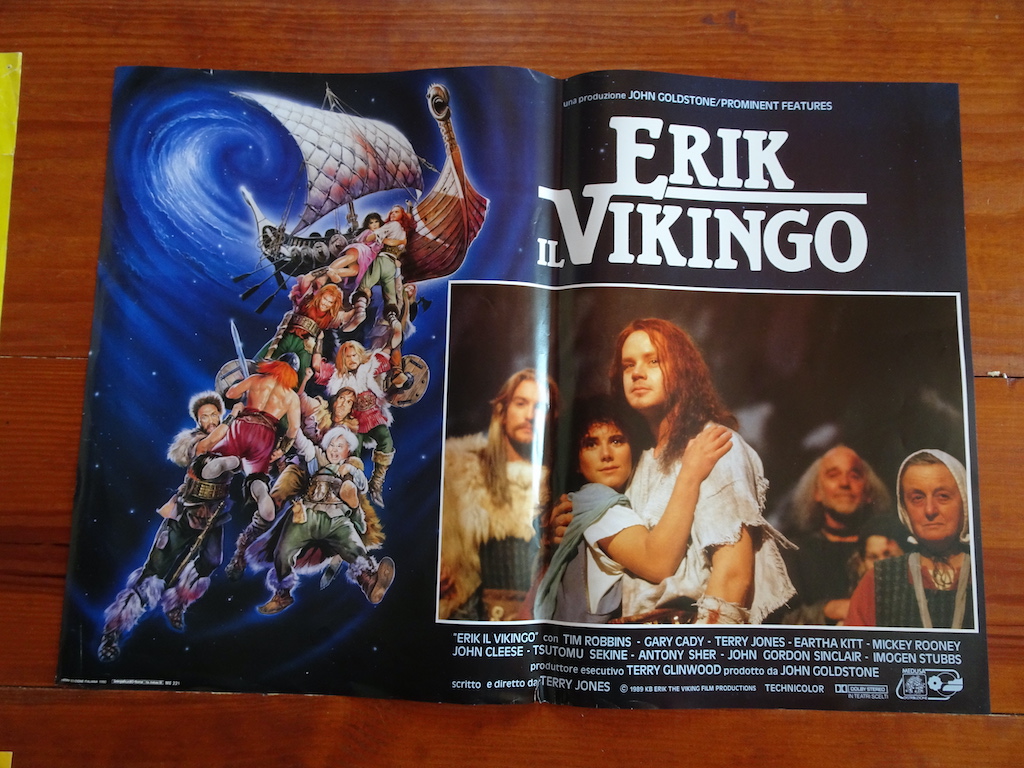 una produzione JOHN GOLDSTONE/PROMINENT FEATURES
ERIK
IL VIKINGO
"ERIK IL VIKINGO" con TIM ROBBINS - GARY CADY - TERRY JONES - EARTHA KITT - MICKEY ROONEY
JOHN CLEESE - TSUTOMU SEKINE - ANTONY SHER - JOHN GORDON SINCLAIR - IMOGEN STUBBS
produttore esecutivo TERRY GLINWOOD prodotto da JOHN GOLDSTONE
scritto e diretto da TERRY JONES © 1989 KB ERIK THE VIKING FILM PRODUCTIONS TECHNICOLOR DOLBY STEREO
IN TEATRI SCELTI
MEDUSA